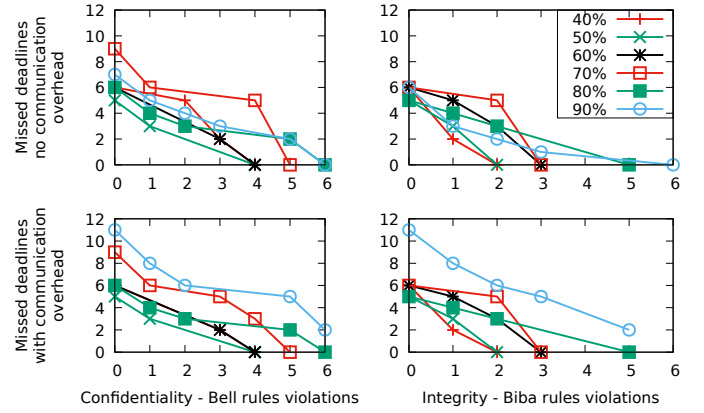 Missed deadlines
no communication
overhead
12
10
8
6
4
2
0
0 1 2 3 4 5 6
12
10
8
6
4
2
0
0 1 2 3 4 5 6
40%
50%
60%
70%
80%
90%
Missed deadlines
with communication
overhead
12
10
8
6
4
2
0
0 1 2 3 4 5 6
Confidentiality - Bell rules violations
12
10
8
6
4
2
0
0 1 2 3 4 5 6
Integrity - Biba rules violations